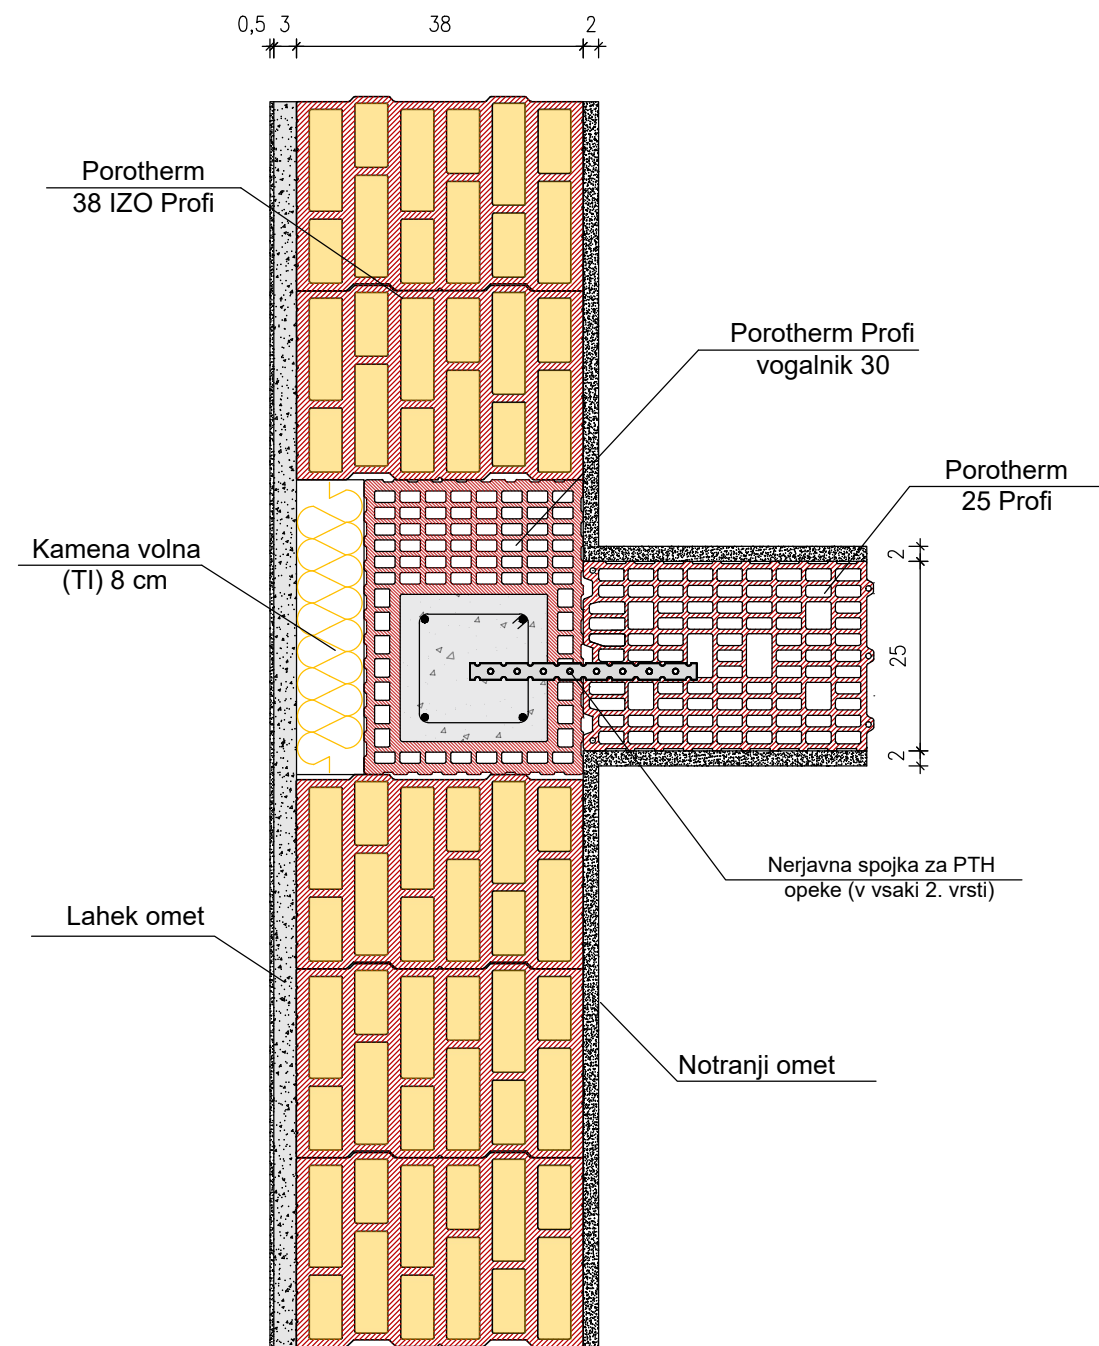 0,5 3 38 2
Porotherm
38 IZO Profi
Porotherm Profi
vogalnik 30
Porotherm
25 Profi
Kamena volna
(TI) 8 cm
2
25
2
Nerjavna spojka za PTH
opeke (v vsaki 2. vrsti)
Lahek omet
Notranji omet